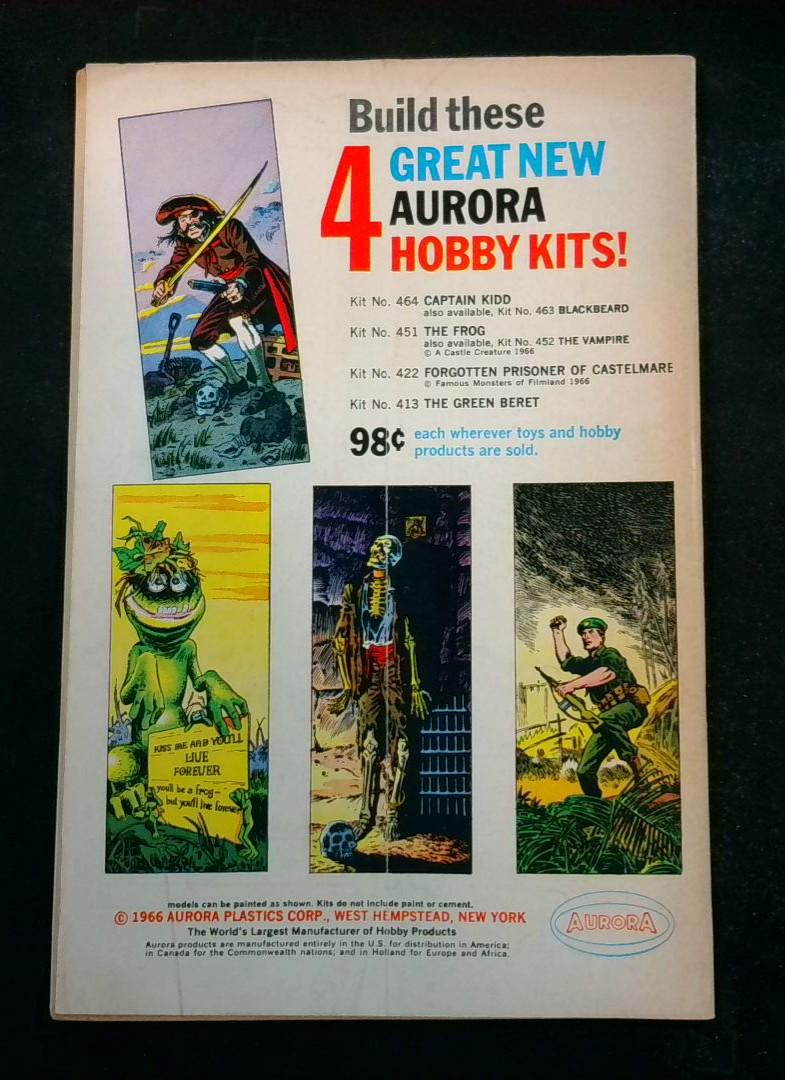 Build these
4 GREAT NEW
AURORA
HOBBY KITS!
Kit No. 464 CAPTAIN KIDD
also available, Kit No. 463 BLACKBEARD
Kit No. 451 THE FROG
also available, Kit No. 452 THE VAMPIRE
© A Castle Creature 1966
Kit No. 422 FORGOTTEN PRISONER OF CASTELMARE
© Famous Monsters of Filmland 1966
Kit No. 413 THE GREEN BERET
98¢ each wherever toys and hobby
products are sold.
KISS ME AND YOU'LL
LIVE
FOREVER
you'll be a frog—
but you'll live forever
models can be painted as shown. Kits do not include paint or cement.
© 1966 AURORA PLASTICS CORP., WEST HEMPSTEAD, NEW YORK
The World's Largest Manufacturer of Hobby Products
Aurora products are manufactured entirely in the U.S. for distribution in America;
in Canada for the Commonwealth nations; and in Holland for Europe and Africa.
AURORA